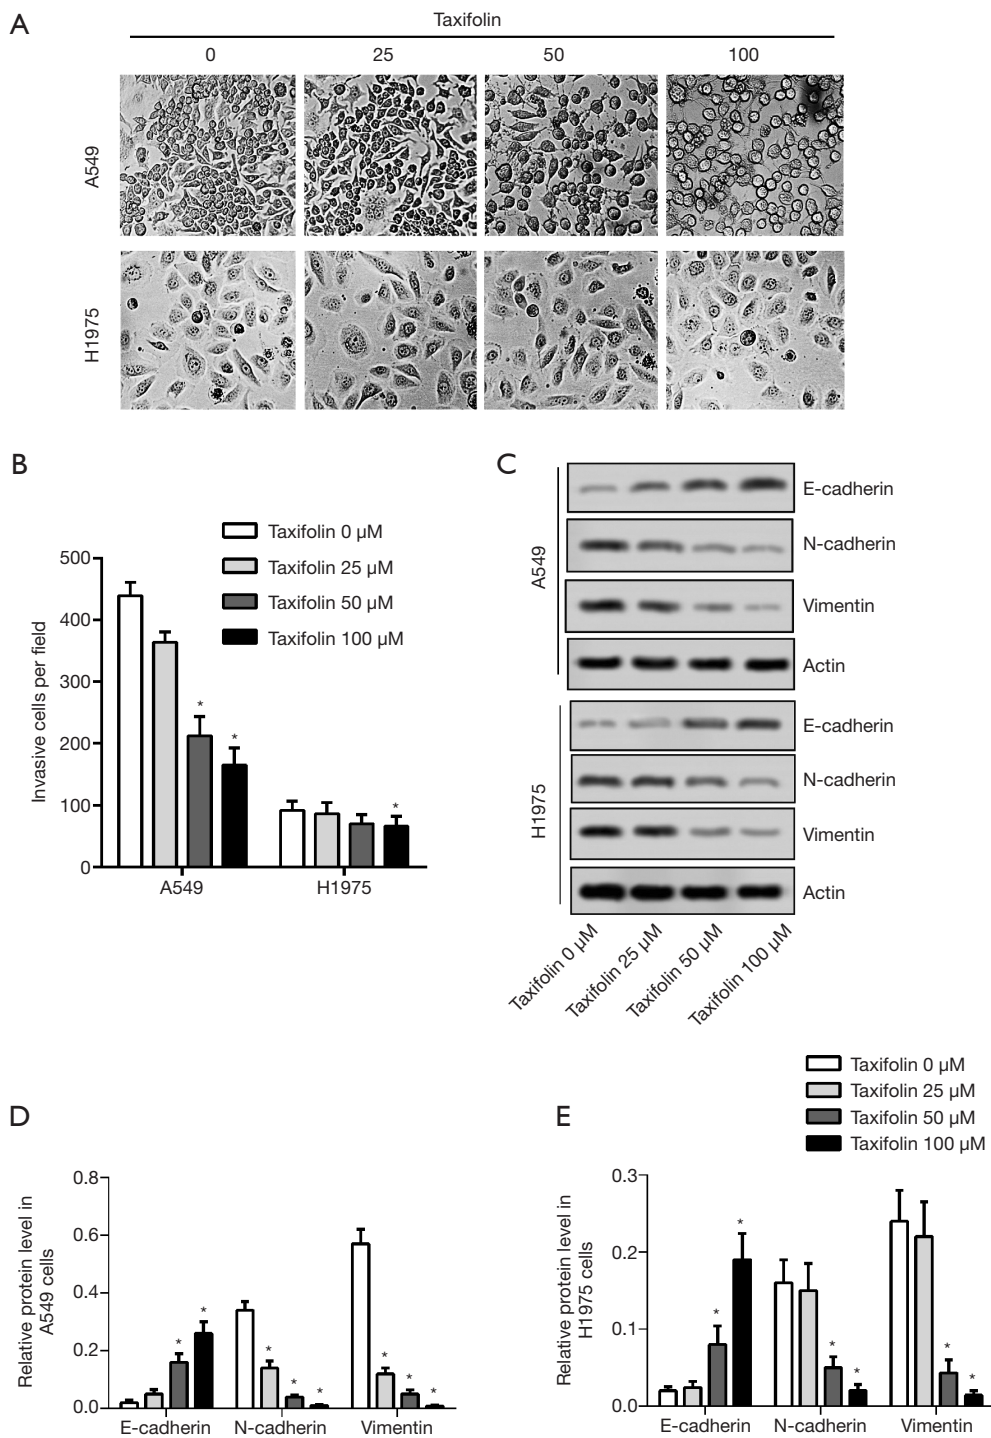 A
Taxifolin
0 25 50 100
A549
H1975
B
Taxifolin 0 µM
Taxifolin 25 µM
Taxifolin 50 µM
Taxifolin 100 µM
Invasive cells per field
500
400
300
200
100
0
* * *
A549 H1975
C
A549
E-cadherin
N-cadherin
Vimentin
Actin
H1975
E-cadherin
N-cadherin
Vimentin
Actin
Taxifolin 0 µM
Taxifolin 25 µM
Taxifolin 50 µM
Taxifolin 100 µM
D
Relative protein level in
A549 cells
0.8
0.6
0.4
0.2
0.0
* * * * * * * *
E-cadherin N-cadherin Vimentin
E
Taxifolin 0 µM
Taxifolin 25 µM
Taxifolin 50 µM
Taxifolin 100 µM
Relative protein level in
H1975 cells
0.3
0.2
0.1
0.0
* * * * * *
E-cadherin N-cadherin Vimentin